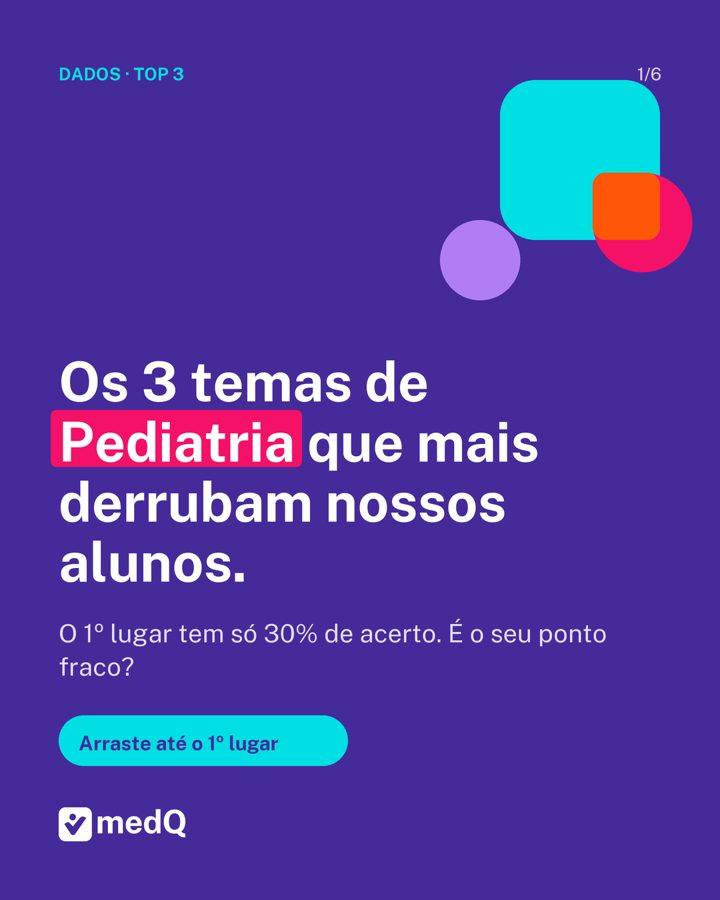 DADOS · TOP 3
1/6
Os 3 temas de
Pediatria que mais
derrubam nossos
alunos.
O 1º lugar tem só 30% de acerto. É o seu ponto
fraco?
Arraste até o 1º lugar
medQ